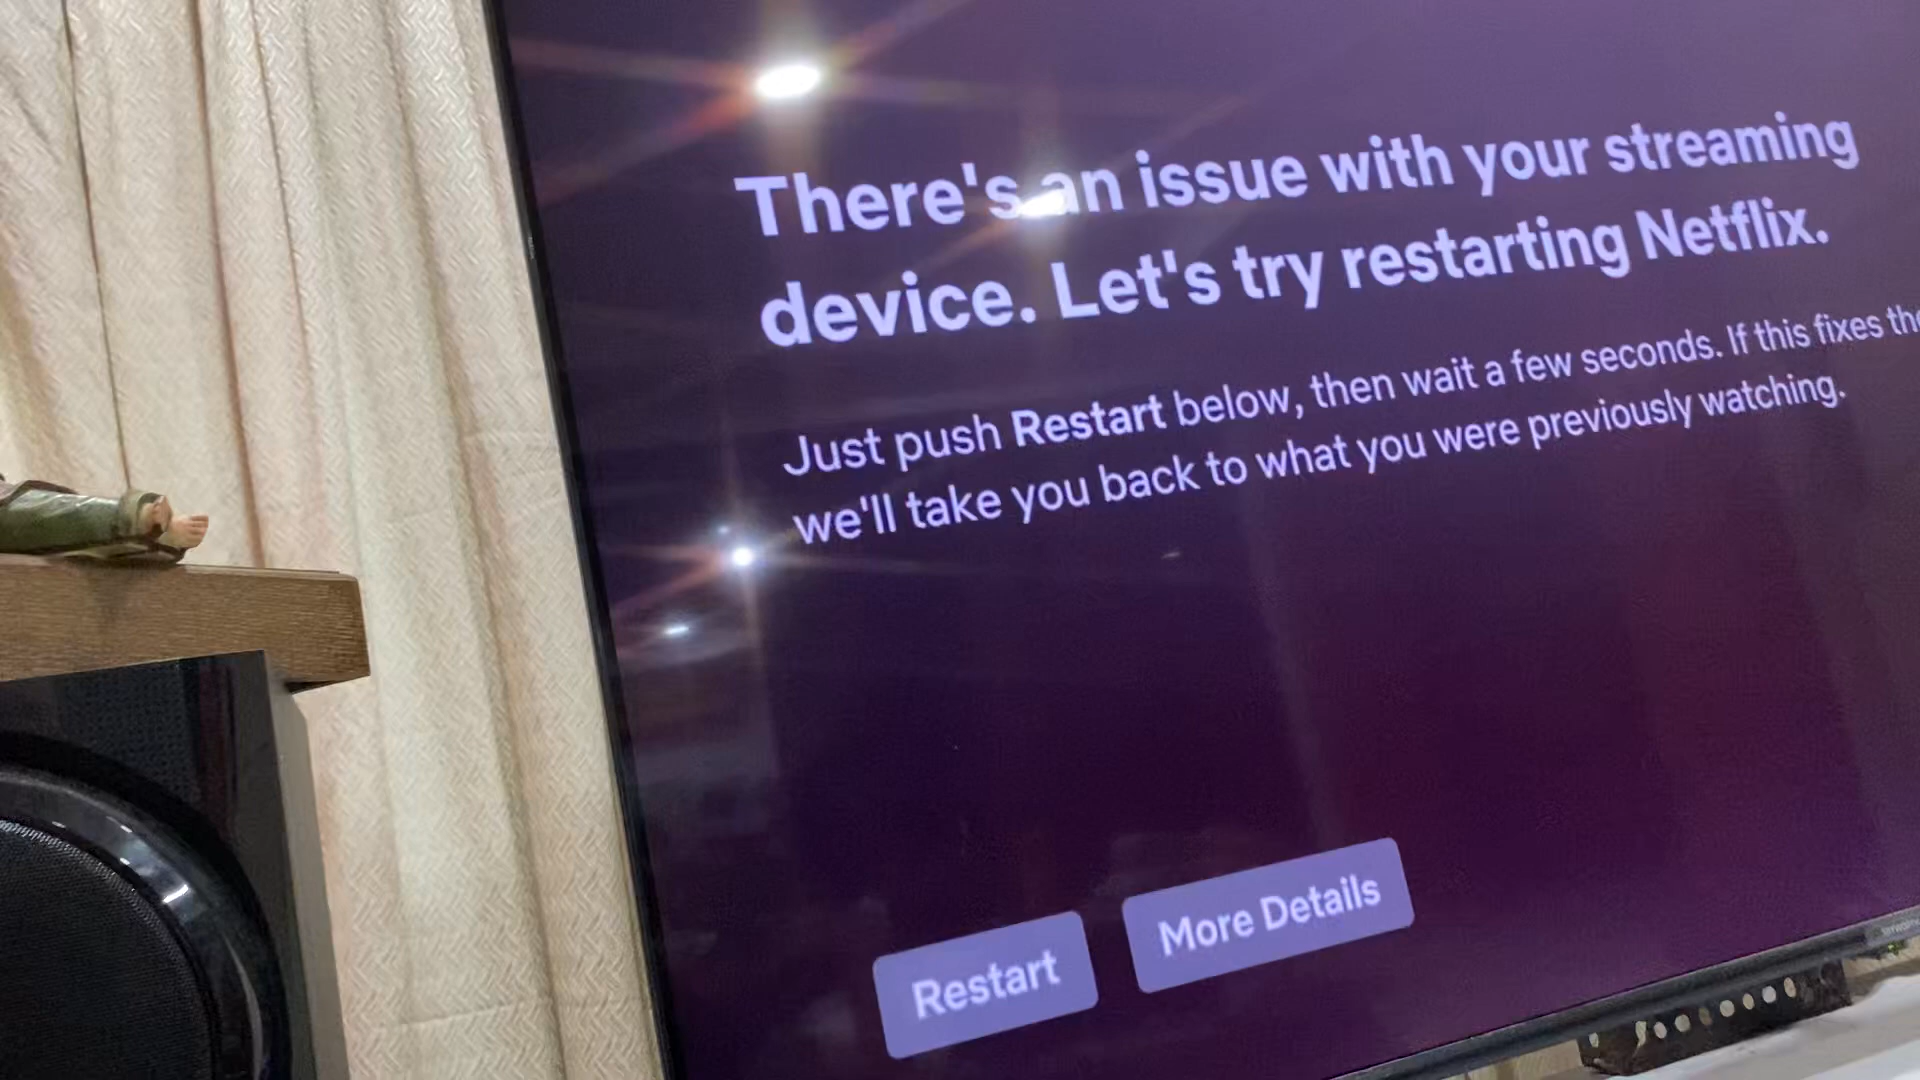 There's an issue with your streaming
device. Let's try restarting Netflix.
Just push Restart below, then wait a few seconds. If this fixes the
we'll take you back to what you were previously watching.
Restart
More Details